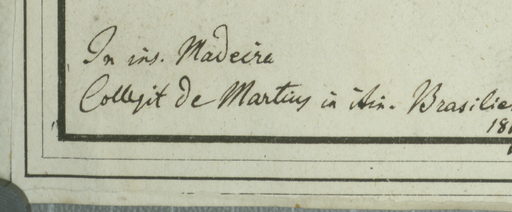 In ins. Madeira
Collegit de Martius in itin. Brasilie
18